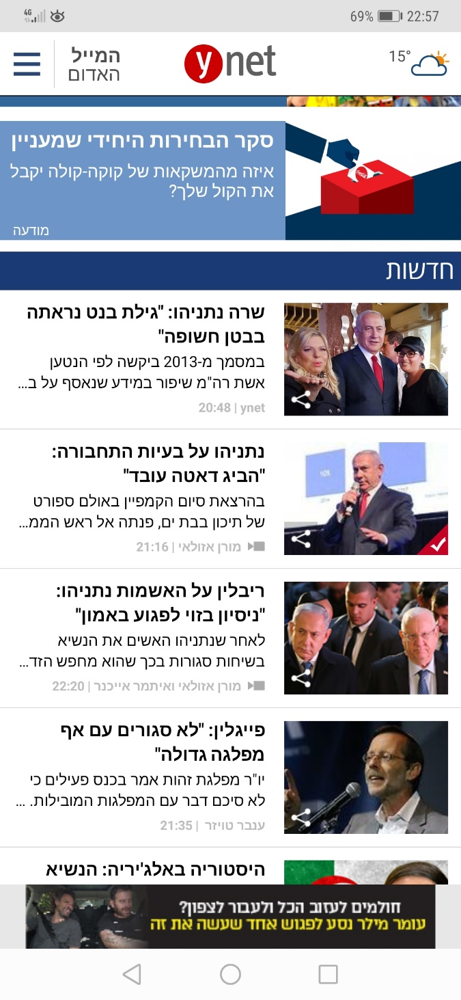 4G 69% 22:57
המייל
האדום
ynet
15°
סקר הבחירות היחידי שמעניין
איזה מהמשקאות של קוקה-קולה יקבל
את הקול שלך?
מודעה
חדשות
שרה נתניהו: "גילת בנט נראתה
בבטן חשופה"
במסמך מ-2013 ביקשה לפי הנטען
אשת רה"מ שיפור במידע שנאסף על ב...
ynet | 20:48
נתניהו על בעיות התחבורה:
"הביג דאטה עובד"
בהרצאת סיום הקמפיין באולם ספורט
של תיכון בבת ים, פנתה אל ראש הממ...
מורן אזולאי | 21:16
ריבלין על האשמות נתניהו:
"ניסיון בזוי לפגוע באמון"
לאחר שנתניהו האשים את הנשיא
בשיחות סגורות בכך שהוא מחפש הזד...
מורן אזולאי ואיתמר אייכנר | 22:20
פייגלין: "לא סגורים עם אף
מפלגה גדולה"
יו"ר מפלגת זהות אמר בכנס פעילים כי
לא סיכם דבר עם המפלגות המובילות. ...
ענבר טויזר | 21:35
היסטוריה באלג'יריה: הנשיא
חולמים לעזוב הכל ולעבור לצפון?
עומר מילר נסע לפגוש אחד שעשה את זה